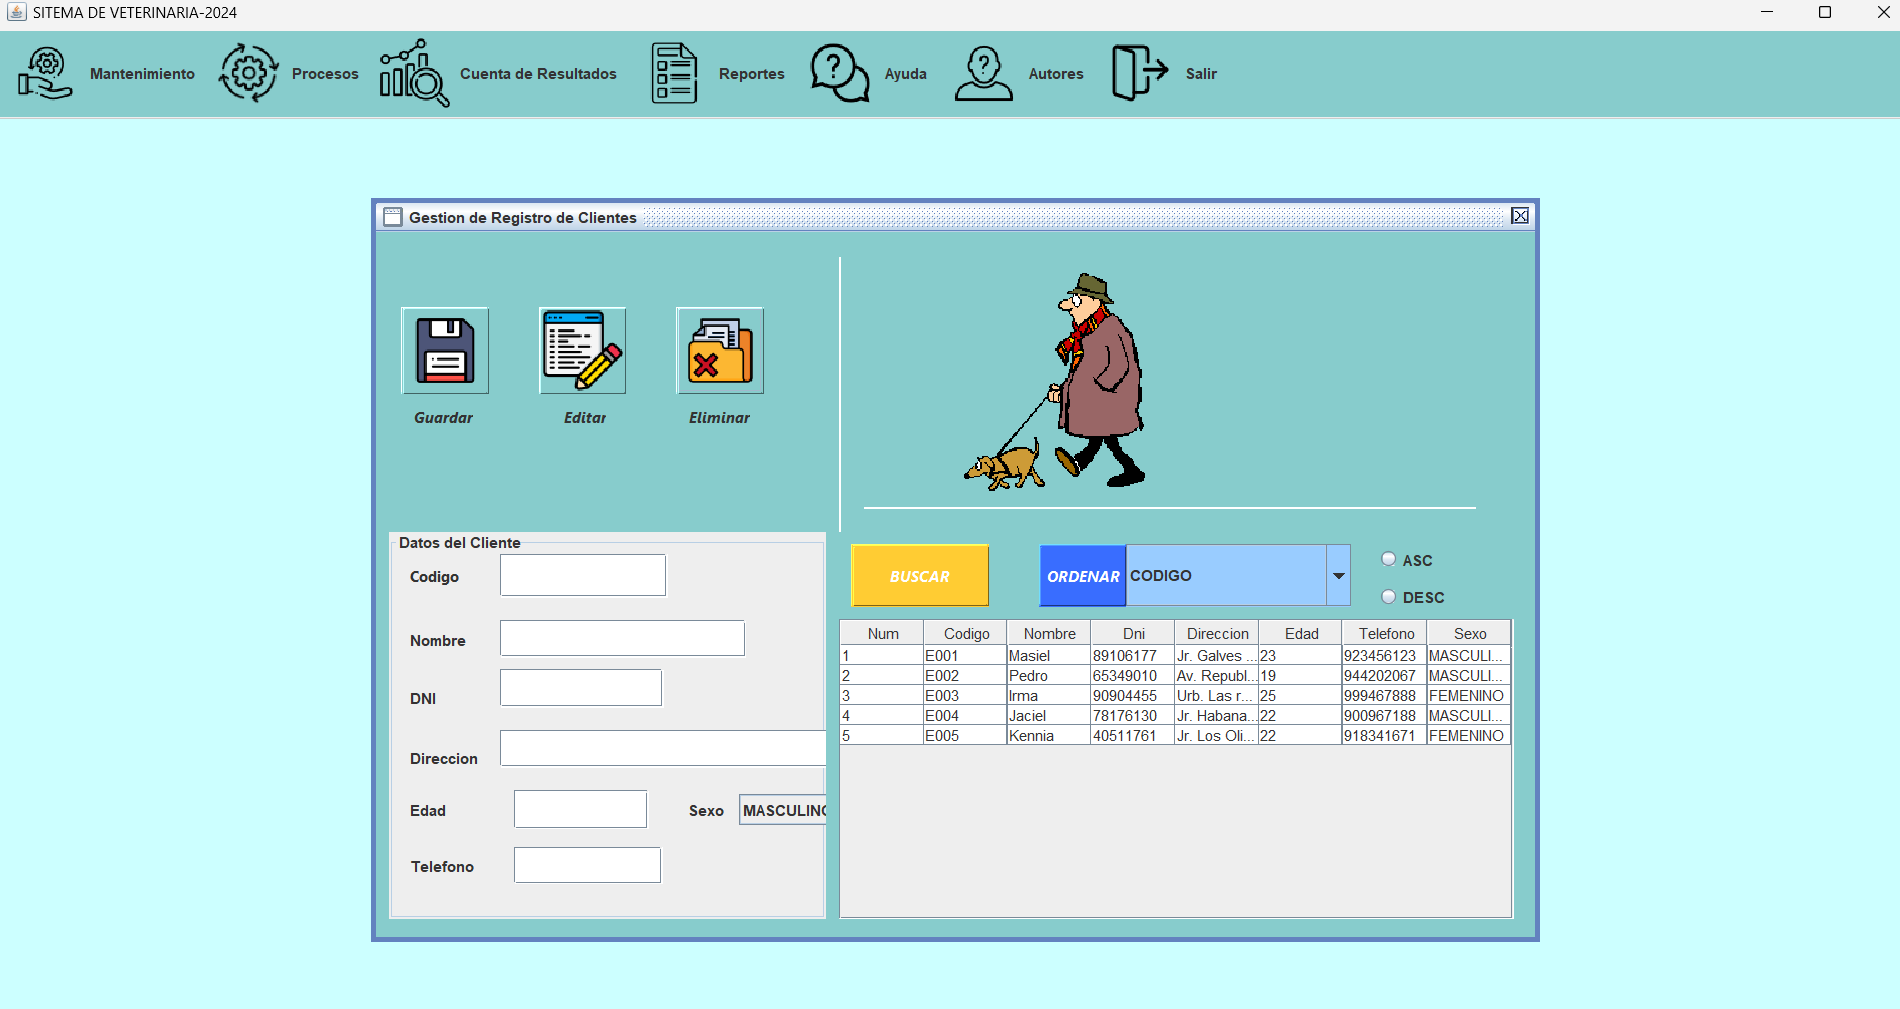 SITEMA DE VETERINARIA-2024
Mantenimiento Procesos Cuenta de Resultados Reportes Ayuda Autores Salir
Gestion de Registro de Clientes
Guardar Editar Eliminar
Datos del Cliente
Codigo
Nombre
DNI
Direccion
Edad Sexo MASCULINO
Telefono
BUSCAR ORDENAR CODIGO ASC
DESC
Num Codigo Nombre Dni Direccion Edad Telefono Sexo
1 E001 Masiel 89106177 Jr. Galves ... 23 923456123 MASCULI...
2 E002 Pedro 65349010 Av. Republ... 19 944202067 MASCULI...
3 E003 Irma 90904455 Urb. Las r... 25 999467888 FEMENINO
4 E004 Jaciel 78176130 Jr. Habana... 22 900967188 MASCULI...
5 E005 Kennia 40511761 Jr. Los Oli... 22 918341671 FEMENINO